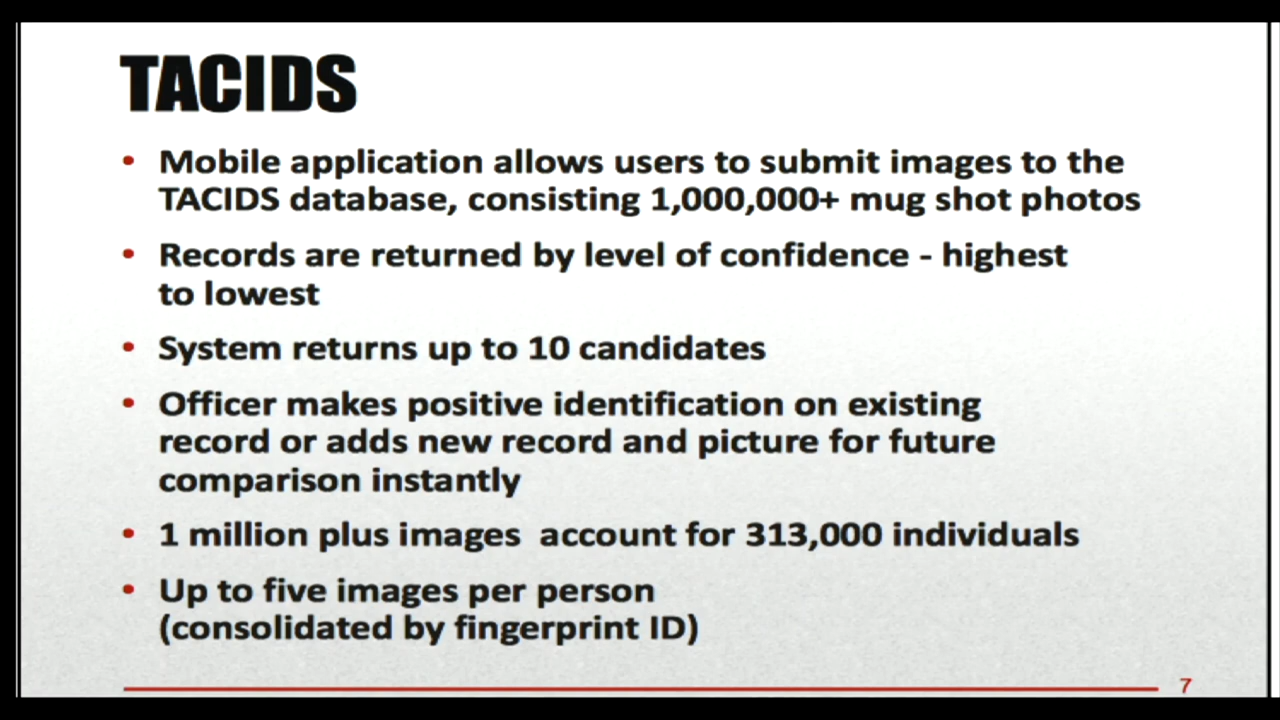 TACIDS
• Mobile application allows users to submit images to the
TACIDS database, consisting 1,000,000+ mug shot photos
• Records are returned by level of confidence - highest
to lowest
• System returns up to 10 candidates
• Officer makes positive identification on existing
record or adds new record and picture for future
comparison instantly
• 1 million plus images  account for 313,000 individuals
• Up to five images per person
(consolidated by fingerprint ID)
7